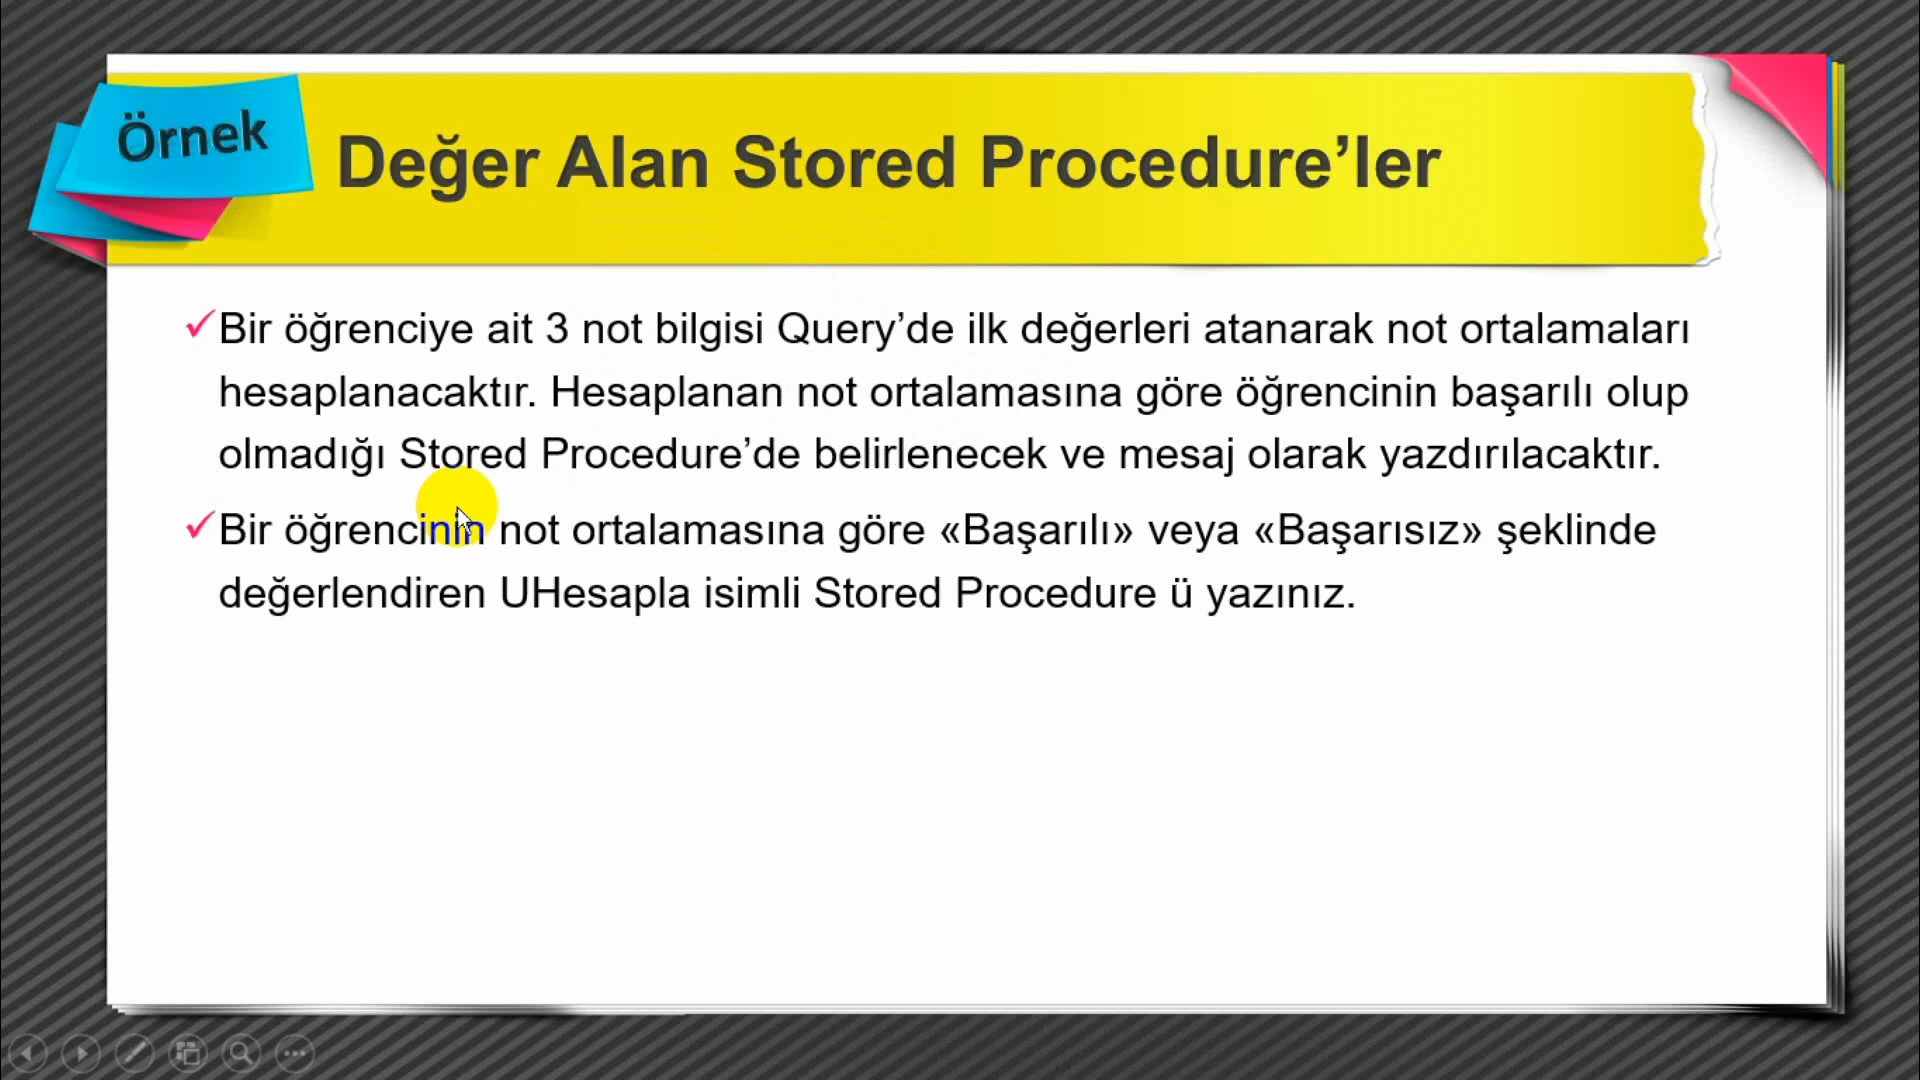 Örnek
Değer Alan Stored Procedure’ler
Bir öğrenciye ait 3 not bilgisi Query’de ilk değerleri atanarak not ortalamaları
hesaplanacaktır. Hesaplanan not ortalamasına göre öğrencinin başarılı olup
olmadığı Stored Procedure’de belirlenecek ve mesaj olarak yazdırılacaktır.
Bir öğrencinin not ortalamasına göre «Başarılı» veya «Başarısız» şeklinde
değerlendiren UHesapla isimli Stored Procedure ü yazınız.